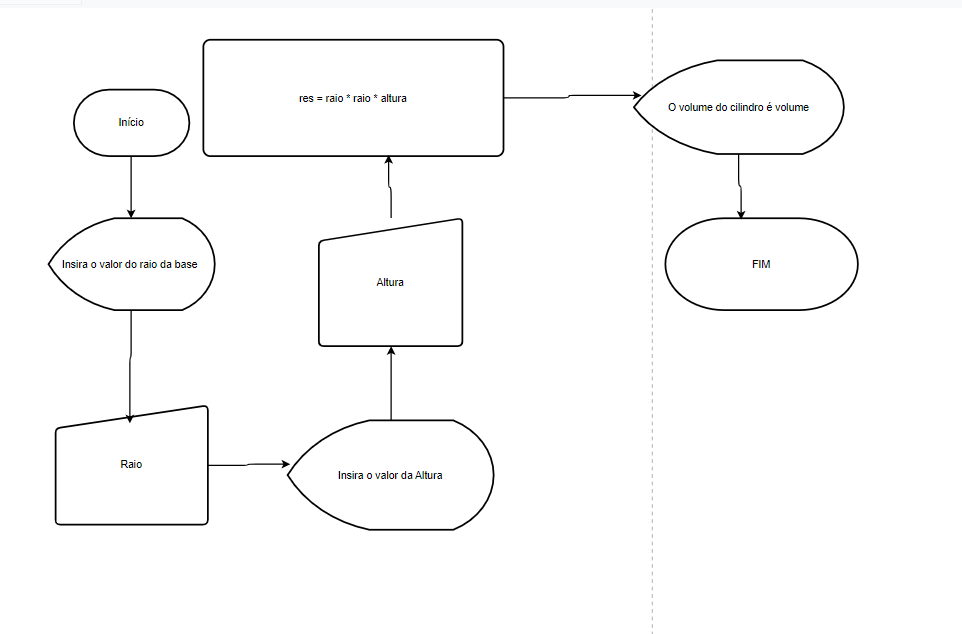 Início
Insira o valor do raio da base
Raio
Insira o valor da Altura
Altura
res = raio * raio * altura
O volume do cilindro é volume
FIM